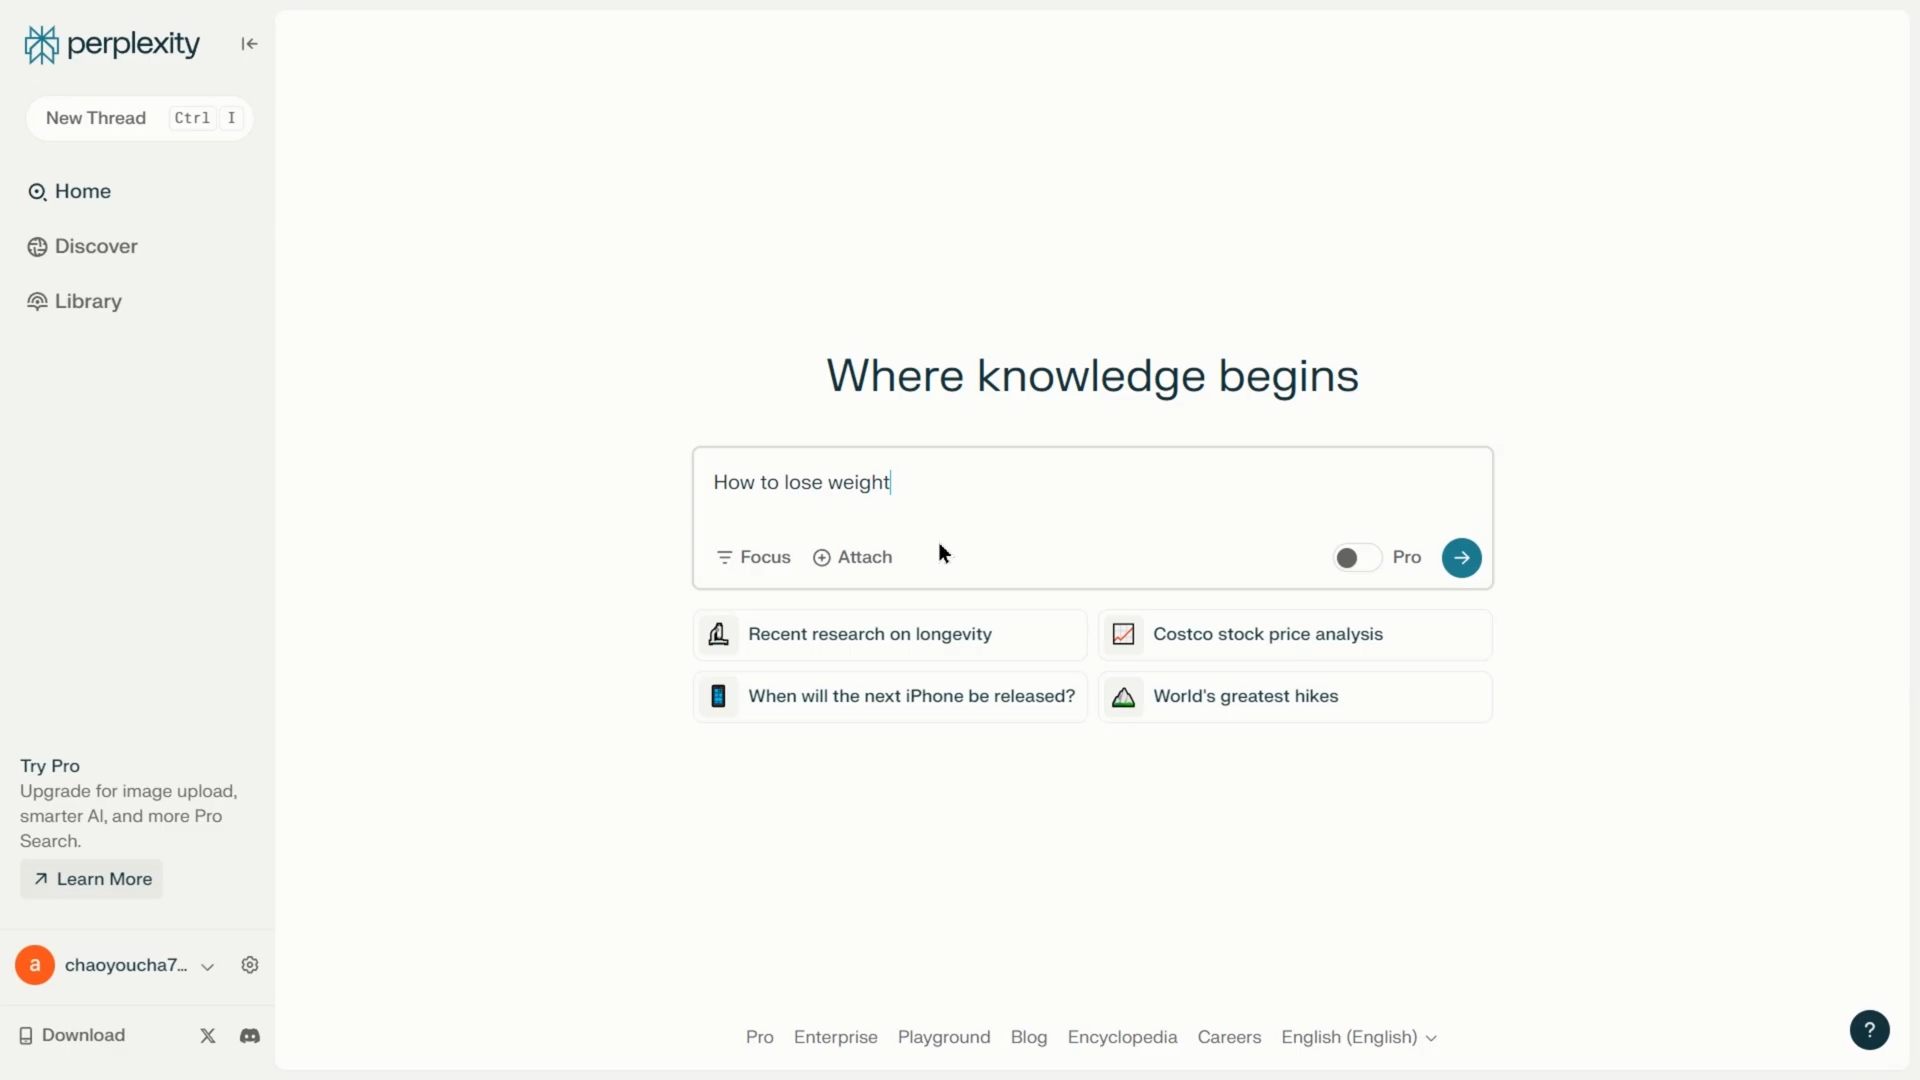 perplexity
New Thread Ctrl I
Home
Discover
Library
Where knowledge begins
How to lose weight
Focus Attach Pro
Recent research on longevity
Costco stock price analysis
When will the next iPhone be released?
World's greatest hikes
Try Pro
Upgrade for image upload,
smarter AI, and more Pro
Search.
Learn More
a chaoyoucha7...
Download
Pro Enterprise Playground Blog Encyclopedia Careers English (English)
?